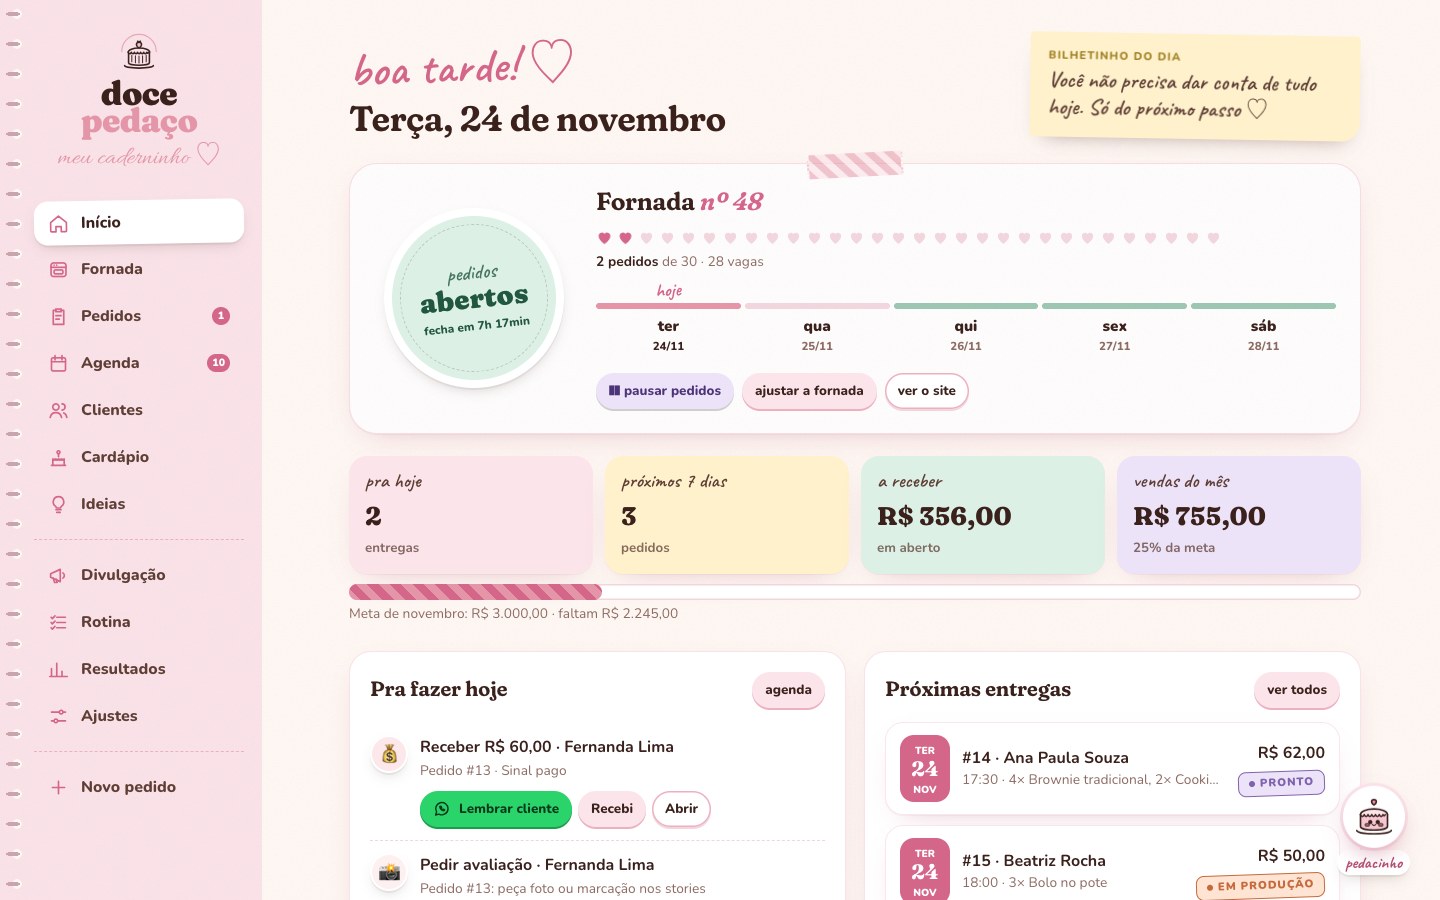 doce
pedaço
meu caderninho
Início
Fornada
Pedidos 1
Agenda 10
Clientes
Cardápio
Ideias
Divulgação
Rotina
Resultados
Ajustes
Novo pedido
boa tarde!
Terça, 24 de novembro
BILHETINHO DO DIA
Você não precisa dar conta de tudo
hoje. Só do próximo passo
pedidos
abertos
fecha em 7h 17min
Fornada nº 48
2 pedidos de 30 · 28 vagas
hoje
ter qua qui sex sáb
24/11 25/11 26/11 27/11 28/11
pausar pedidos ajustar a fornada ver o site
pra hoje
2
entregas
próximos 7 dias
3
pedidos
a receber
R$ 356,00
em aberto
vendas do mês
R$ 755,00
25% da meta
Meta de novembro: R$ 3.000,00 · faltam R$ 2.245,00
Pra fazer hoje agenda
Receber R$ 60,00 · Fernanda Lima
Pedido #13 · Sinal pago
Lembrar cliente Recebi Abrir
Pedir avaliação · Fernanda Lima
Pedido #13: peça foto ou marcação nos stories
Próximas entregas ver todos
TER
24
NOV
#14 · Ana Paula Souza
17:30 · 4× Brownie tradicional, 2× Cooki...
R$ 62,00
PRONTO
TER
24
NOV
#15 · Beatriz Rocha
18:00 · 3× Bolo no pote
R$ 50,00
EM PRODUÇÃO
pedacinho